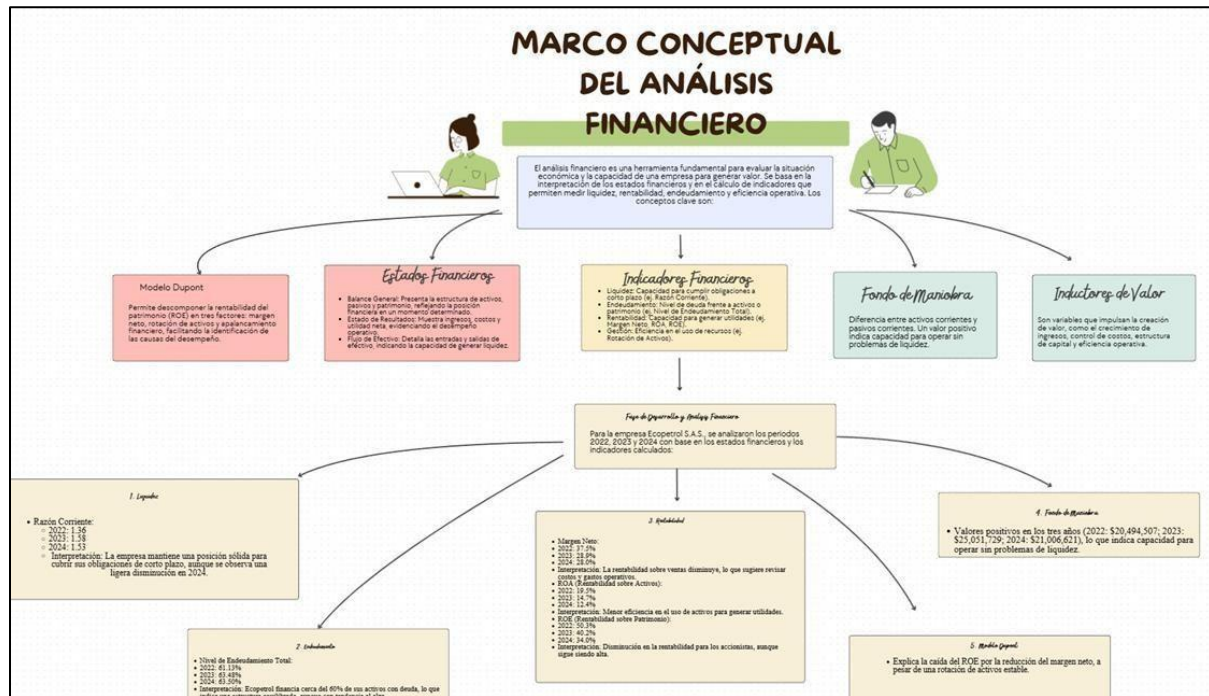 MARCO CONCEPTUAL
DEL ANÁLISIS
FINANCIERO
El análisis financiero es una herramienta fundamental para evaluar la situación
económica y la capacidad de una empresa para generar valor. Se basa en la
interpretación de los estados financieros y en el cálculo de indicadores que
permiten medir liquidez, rentabilidad, endeudamiento y eficiencia operativa. Los
conceptos clave son:
Modelo Dupont
Permite descomponer la rentabilidad del
patrimonio (ROE) en tres factores: margen
neto, rotación de activos y apalancamiento
financiero, facilitando la identificación de
las causas del desempeño.
Estados Financieros
• Balance General: Presenta la estructura de activos,
pasivos y patrimonio, reflejando la posición
financiera en un momento determinado.
• Estado de Resultados: Muestra ingresos, costos y
utilidad neta, evidenciando el desempeño
operativo.
• Flujo de Efectivo: Detalla las entradas y salidas de
efectivo, indicando la capacidad de generar liquidez.
Indicadores Financieros
• Liquidez: Capacidad para cumplir obligaciones a
corto plazo (ej. Razón Corriente).
• Endeudamiento: Nivel de deuda frente a activos o
patrimonio (ej. Nivel de Endeudamiento Total).
• Rentabilidad: Capacidad para generar utilidades (ej.
Margen Neto, ROA, ROE).
• Gestión: Eficiencia en el uso de recursos (ej.
Rotación de Activos).
Fondo de Maniobra
Diferencia entre activos corrientes y
pasivos corrientes. Un valor positivo
indica capacidad para operar sin
problemas de liquidez.
Inductores de Valor
Son variables que impulsan la creación de
valor, como el crecimiento de
ingresos, control de costos, estructura
de capital y eficiencia operativa.
Fase de Desarrollo y Análisis Financiero
Para la empresa Ecopetrol S.A.S., se analizaron los periodos
2022, 2023 y 2024 con base en los estados financieros y los
indicadores calculados:
1. Liquidez
• Razón Corriente:
○ 2022: 1.36
○ 2023: 1.58
○ 2024: 1.53
○ Interpretación: La empresa mantiene una posición sólida para
cubrir sus obligaciones de corto plazo, aunque se observa una
ligera disminución en 2024.
2. Endeudamiento
• Nivel de Endeudamiento Total:
• 2022: 61.13%
• 2023: 63.48%
• 2024: 63.50%
• Interpretación: Ecopetrol financia cerca del 60% de sus activos con deuda, lo que
3. Rentabilidad
• Margen Neto:
• 2022: 37.5%
• 2023: 28.9%
• 2024: 28.0%
• Interpretación: La rentabilidad sobre ventas disminuye, lo que sugiere revisar
costos y gastos operativos.
• ROA (Rentabilidad sobre Activos):
• 2022: 19.5%
• 2023: 14.7%
• 2024: 12.4%
• Interpretación: Menor eficiencia en el uso de activos para generar utilidades.
• ROE (Rentabilidad sobre Patrimonio):
• 2022: 50.3%
• 2023: 40.2%
• 2024: 34.0%
• Interpretación: Disminución en la rentabilidad para los accionistas, aunque
sigue siendo alta.
4. Fondo de Maniobra
• Valores positivos en los tres años (2022: $20,494,507; 2023:
$25,051,729; 2024: $21,006,621), lo que indica capacidad para
operar sin problemas de liquidez.
5. Modelo Dupont
• Explica la caída del ROE por la reducción del margen neto, a
pesar de una rotación de activos estable.